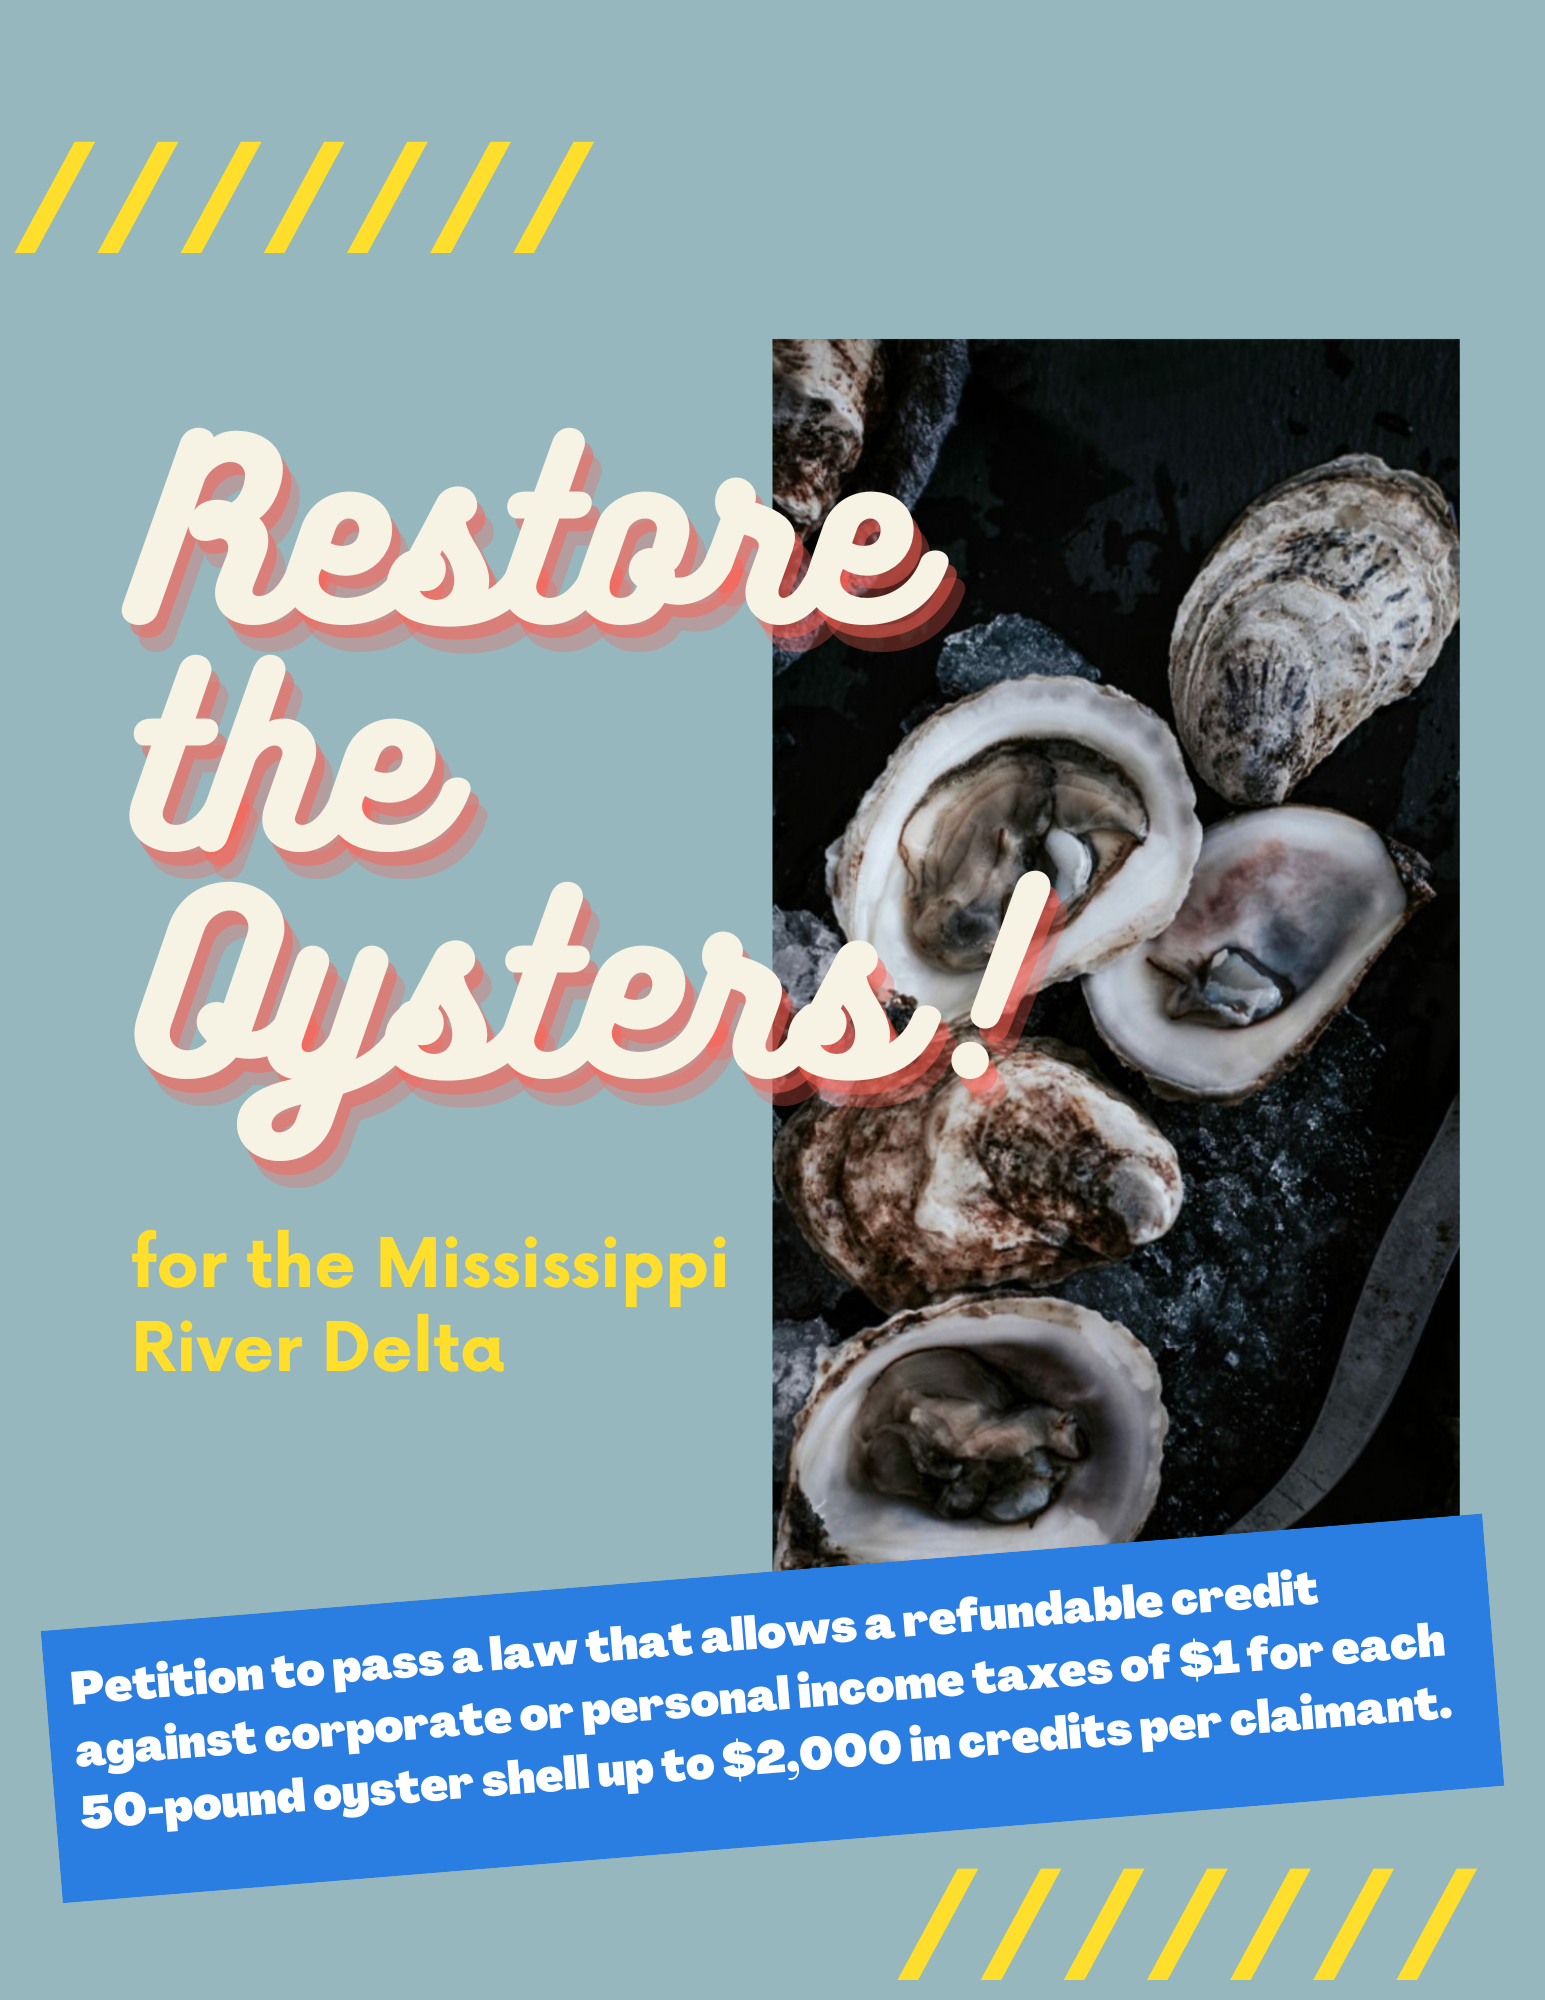 Restore
the
Oysters!
for the Mississippi
River Delta
Petition to pass a law that allows a refundable credit
against corporate or personal income taxes of $1 for each
50-pound oyster shell up to $2,000 in credits per claimant.